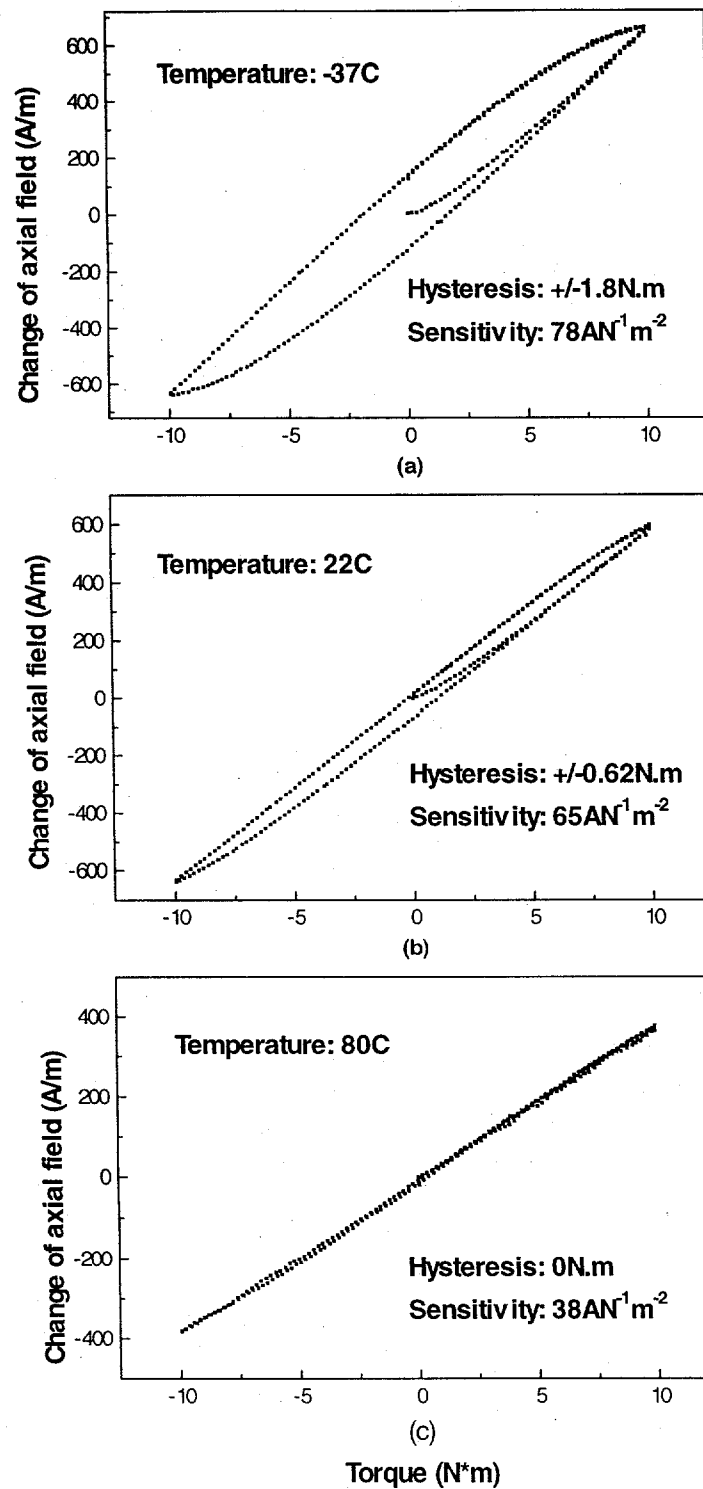 Change of axial field (A/m)
600
400
200
0
-200
-400
-600
Temperature: -37C
Hysteresis: +/-1.8N.m
Sensitivity: 78AN⁻¹m⁻²
-10 -5 0 5 10
(a)
Change of axial field (A/m)
600
400
200
0
-200
-400
-600
Temperature: 22C
Hysteresis: +/-0.62N.m
Sensitivity: 65AN⁻¹m⁻²
-10 -5 0 5 10
(b)
Change of axial field (A/m)
400
200
0
-200
-400
Temperature: 80C
Hysteresis: 0N.m
Sensitivity: 38AN⁻¹m⁻²
-10 -5 0 5 10
(c)
Torque (N*m)